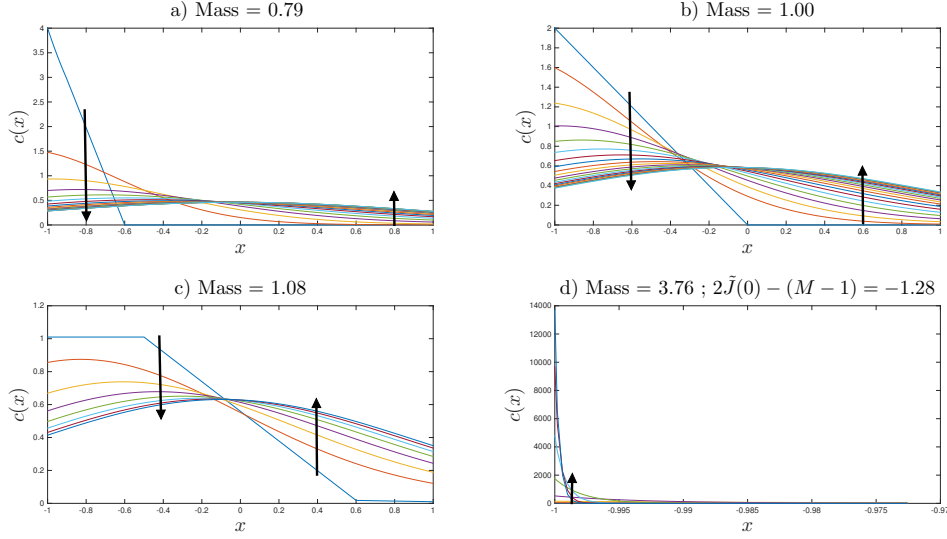 a) Mass = 0.79
4
3.5
3
2.5
2
1.5
1
0.5
0
c(x)
-1 -0.8 -0.6 -0.4 -0.2 0 0.2 0.4 0.6 0.8 1
x
b) Mass = 1.00
2
1.8
1.6
1.4
1.2
1
0.8
0.6
0.4
0.2
0
c(x)
-1 -0.8 -0.6 -0.4 -0.2 0 0.2 0.4 0.6 0.8 1
x
c) Mass = 1.08
1.2
1
0.8
0.6
0.4
0.2
0
c(x)
-1 -0.8 -0.6 -0.4 -0.2 0 0.2 0.4 0.6 0.8 1
x
d) Mass = 3.76 ; 2J̃(0) − (M − 1) = −1.28
14000
12000
10000
8000
6000
4000
2000
0
c(x)
-1 -0.995 -0.99 -0.985 -0.98 -0.975 -0.97
x